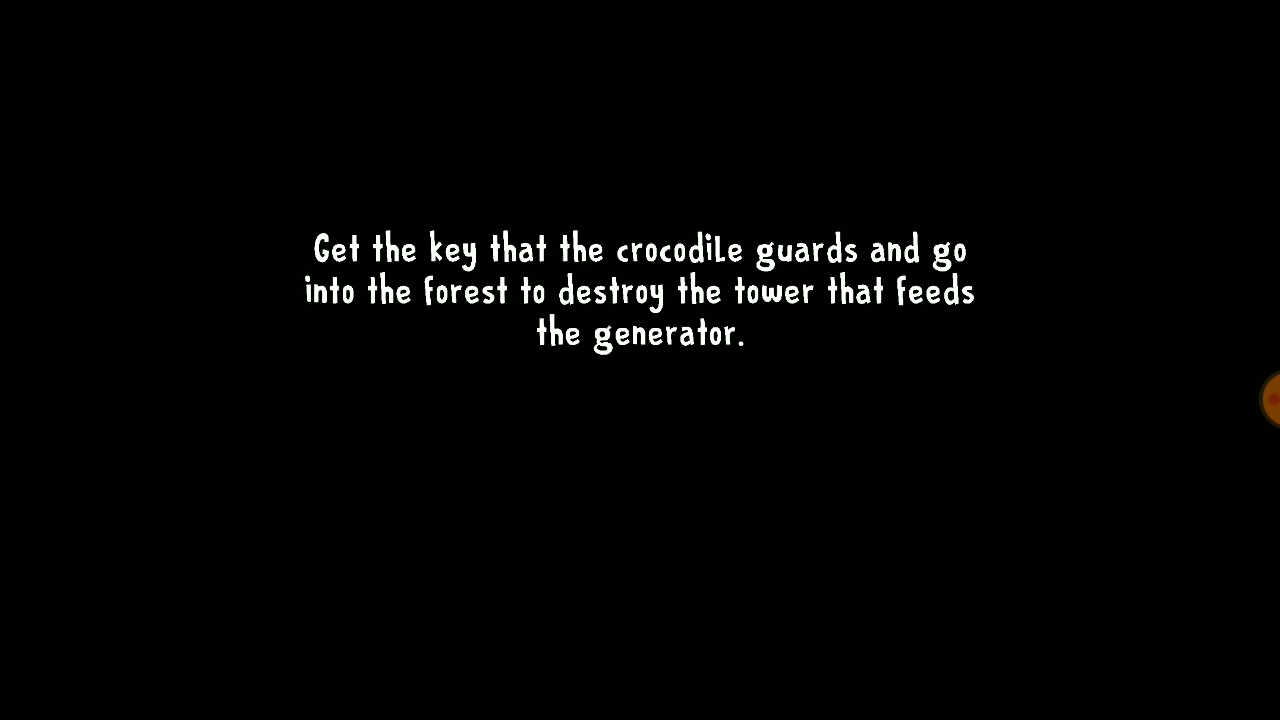 Get the key that the crocodile guards and go
into the forest to destroy the tower that feeds
the generator.